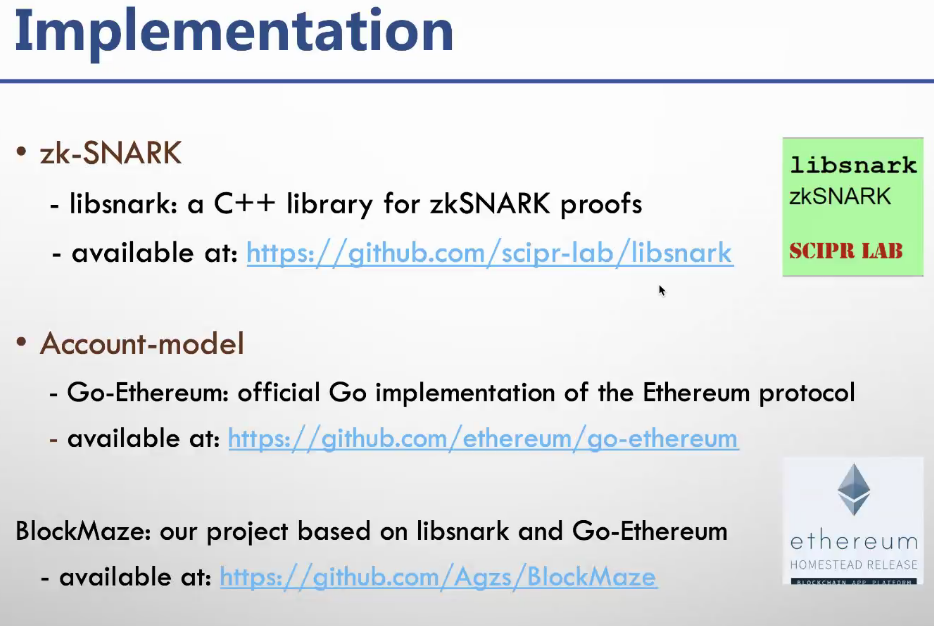 Implementation
• zk-SNARK
- libsnark: a C++ library for zkSNARK proofs
- available at: https://github.com/scipr-lab/libsnark
libsnark
zkSNARK
SCIPR LAB
• Account-model
- Go-Ethereum: official Go implementation of the Ethereum protocol
- available at: https://github.com/ethereum/go-ethereum
BlockMaze: our project based on libsnark and Go-Ethereum
- available at: https://github.com/Agzs/BlockMaze
ethereum
HOMESTEAD RELEASE
BLOCKCHAIN APP PLATFORM